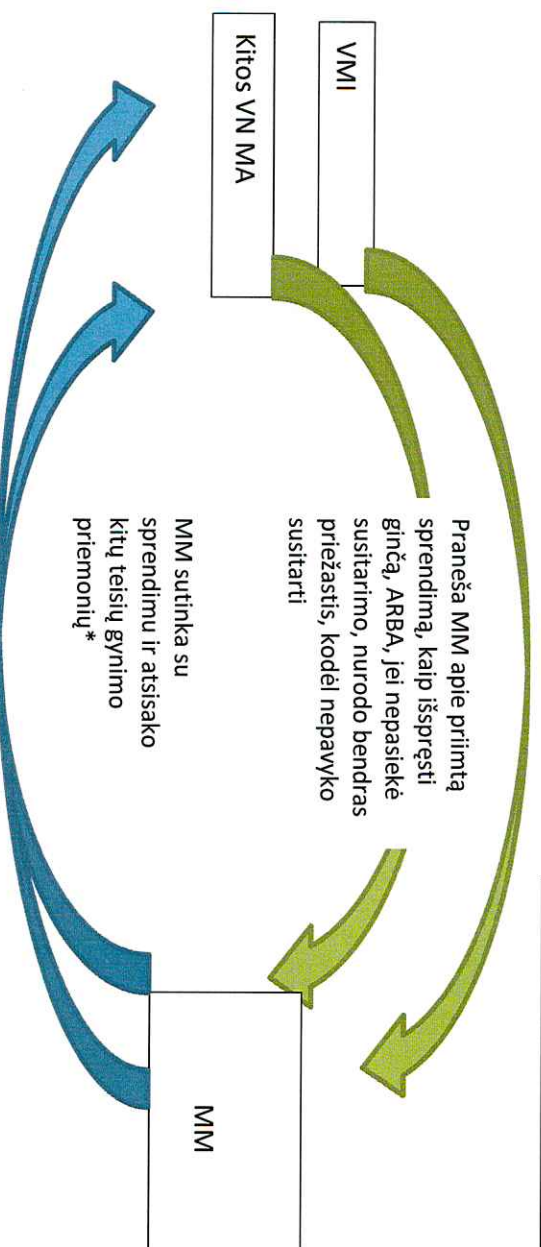 VMI
Kitos VN MA
Praneša MM apie priimtą
sprendimą, kaip išspręsti
ginčą, ARBA, jei nepasiekė
susitarimo, nurodo bendras
priežastis, kodėl nepavyko
susitarti
MM sutinka su
sprendimu ir atsisako
kitų teisių gynimo
priemonių*
MM